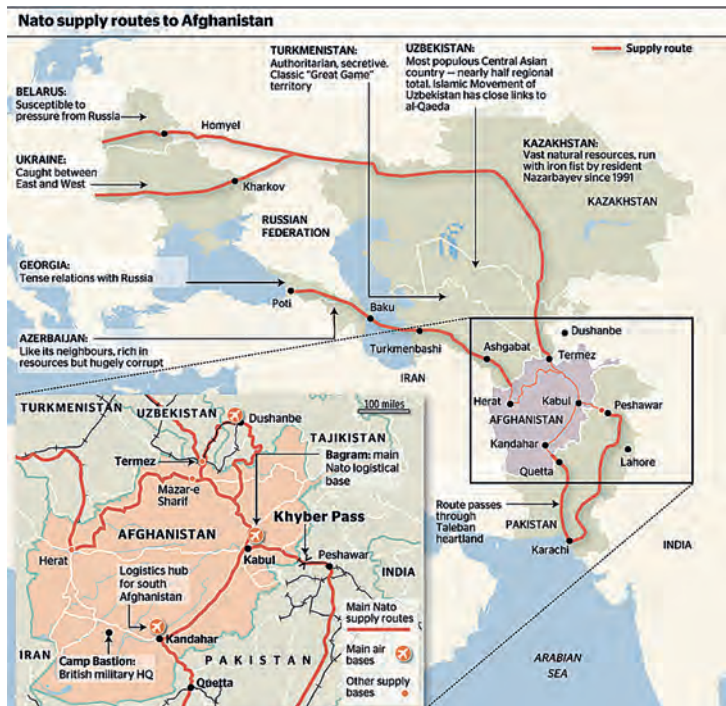 Nato supply routes to Afghanistan
TURKMENISTAN:
Authoritarian, secretive.
Classic "Great Game"
territory
UZBEKISTAN:
Most populous Central Asian
country — nearly half regional
total. Islamic Movement of
Uzbekistan has close links to
al-Qaeda
Supply route
BELARUS:
Susceptible to
pressure from Russia
Homyel
UKRAINE:
Caught between
East and West
Kharkov
KAZAKHSTAN:
Vast natural resources, run
with iron fist by resident
Nazarbayev since 1991
KAZAKHSTAN
RUSSIAN
FEDERATION
GEORGIA:
Tense relations with Russia
Poti
Baku
AZERBAIJAN:
Like its neighbours, rich in
resources but hugely corrupt
Turkmenbashi
Ashgabat
Dushanbe
Termez
IRAN
Herat
Kabul
Peshawar
AFGHANISTAN
Kandahar
Lahore
Quetta
Route passes
through
Taleban
heartland
PAKISTAN
Karachi
INDIA
ARABIAN
SEA
100 miles
TURKMENISTAN
UZBEKISTAN
Dushanbe
TAJIKISTAN
Termez
Bagram: main
Nato logistical
base
Mazar-e
Sharif
Khyber Pass
AFGHANISTAN
Herat
Kabul
Peshawar
INDIA
Logistics hub
for south
Afghanistan
Kandahar
IRAN
Camp Bastion:
British military HQ
PAKISTAN
Quetta
Main Nato
supply routes
Main air
bases
Other supply
bases